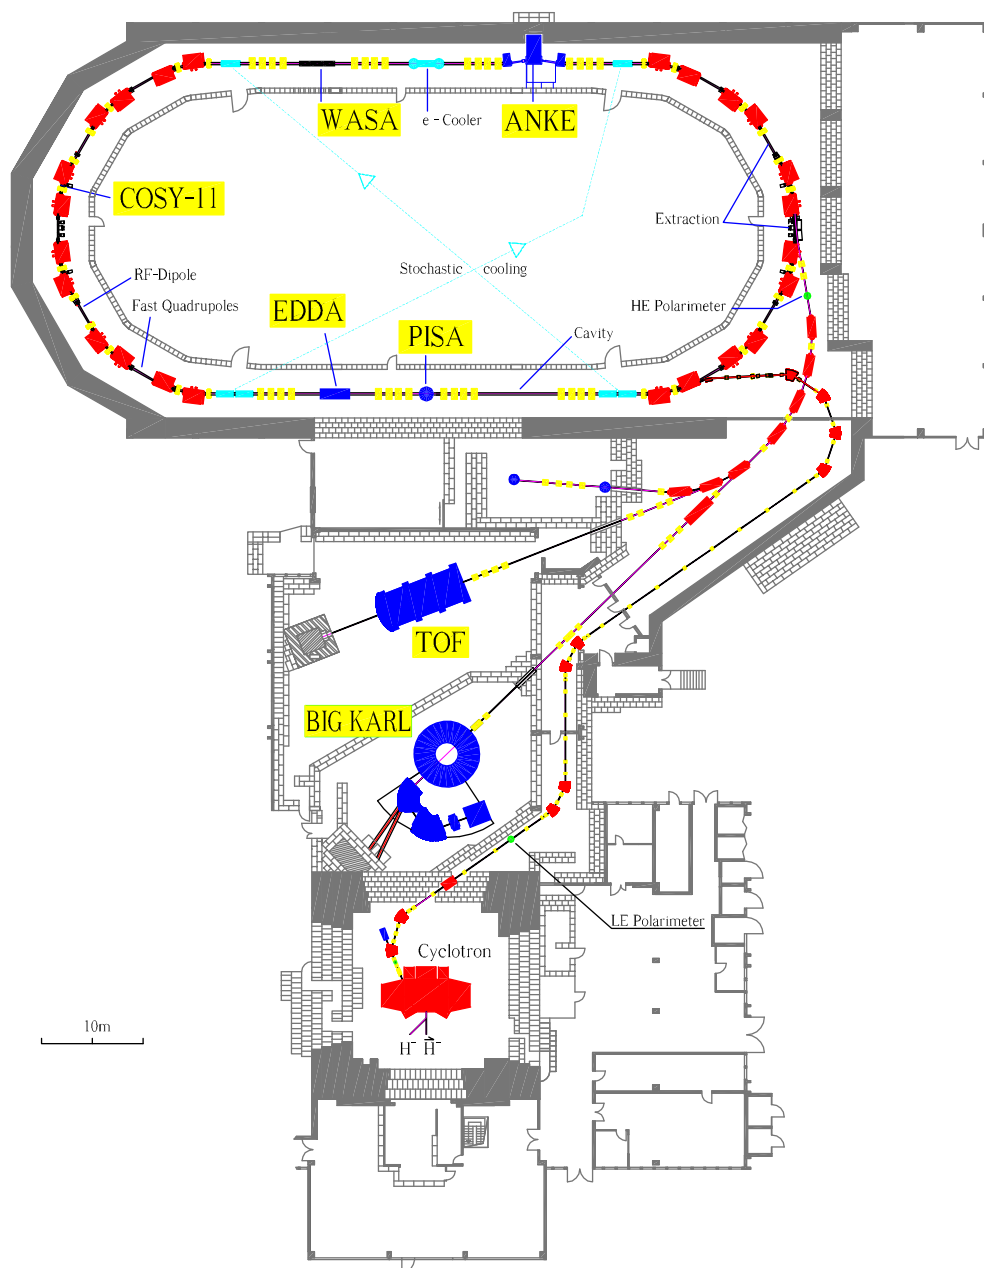 WASA
e - Cooler
ANKE
COSY-11
Extraction
Stochastic cooling
RF-Dipole
Fast Quadrupoles
HE Polarimeter
EDDA
PISA
Cavity
TOF
BIG KARL
LE Polarimeter
Cyclotron
10m
H⁻ H⃗⁻